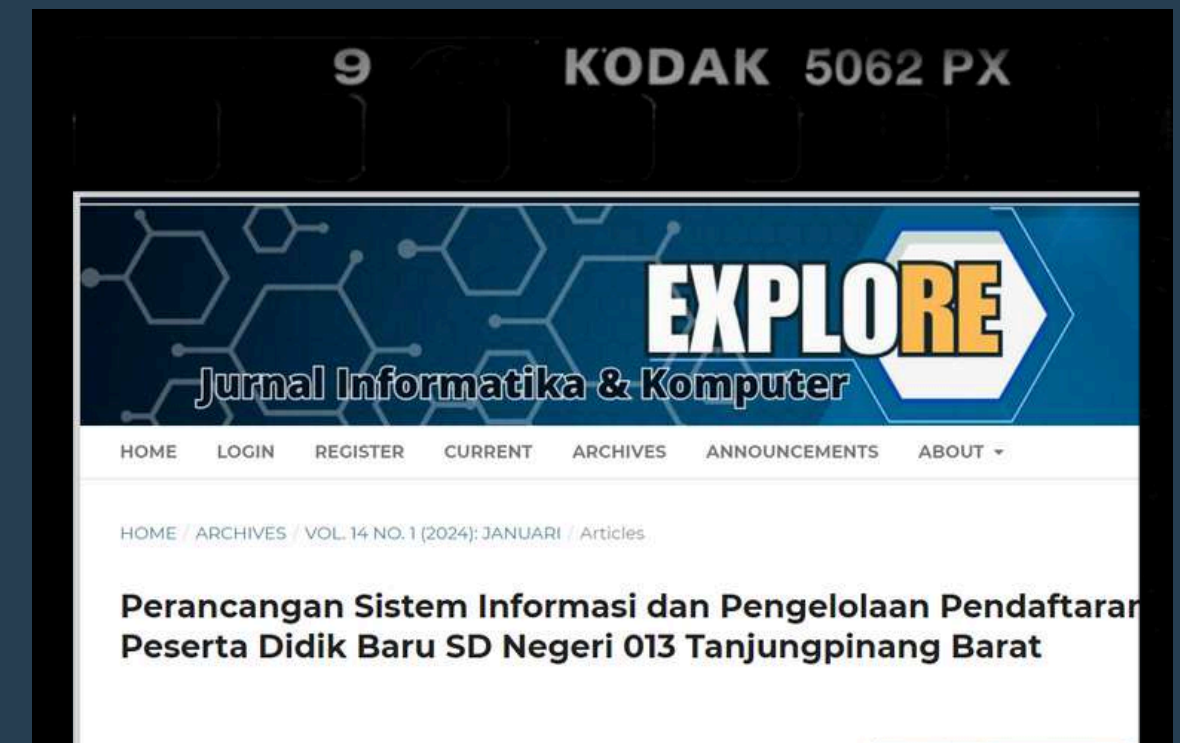 9 KODAK 5062 PX
EXPLORE
Jurnal Informatika & Komputer
HOME LOGIN REGISTER CURRENT ARCHIVES ANNOUNCEMENTS ABOUT
HOME / ARCHIVES / VOL. 14 NO. 1 (2024): JANUARI / Articles
Perancangan Sistem Informasi dan Pengelolaan Pendaftaran
Peserta Didik Baru SD Negeri 013 Tanjungpinang Barat